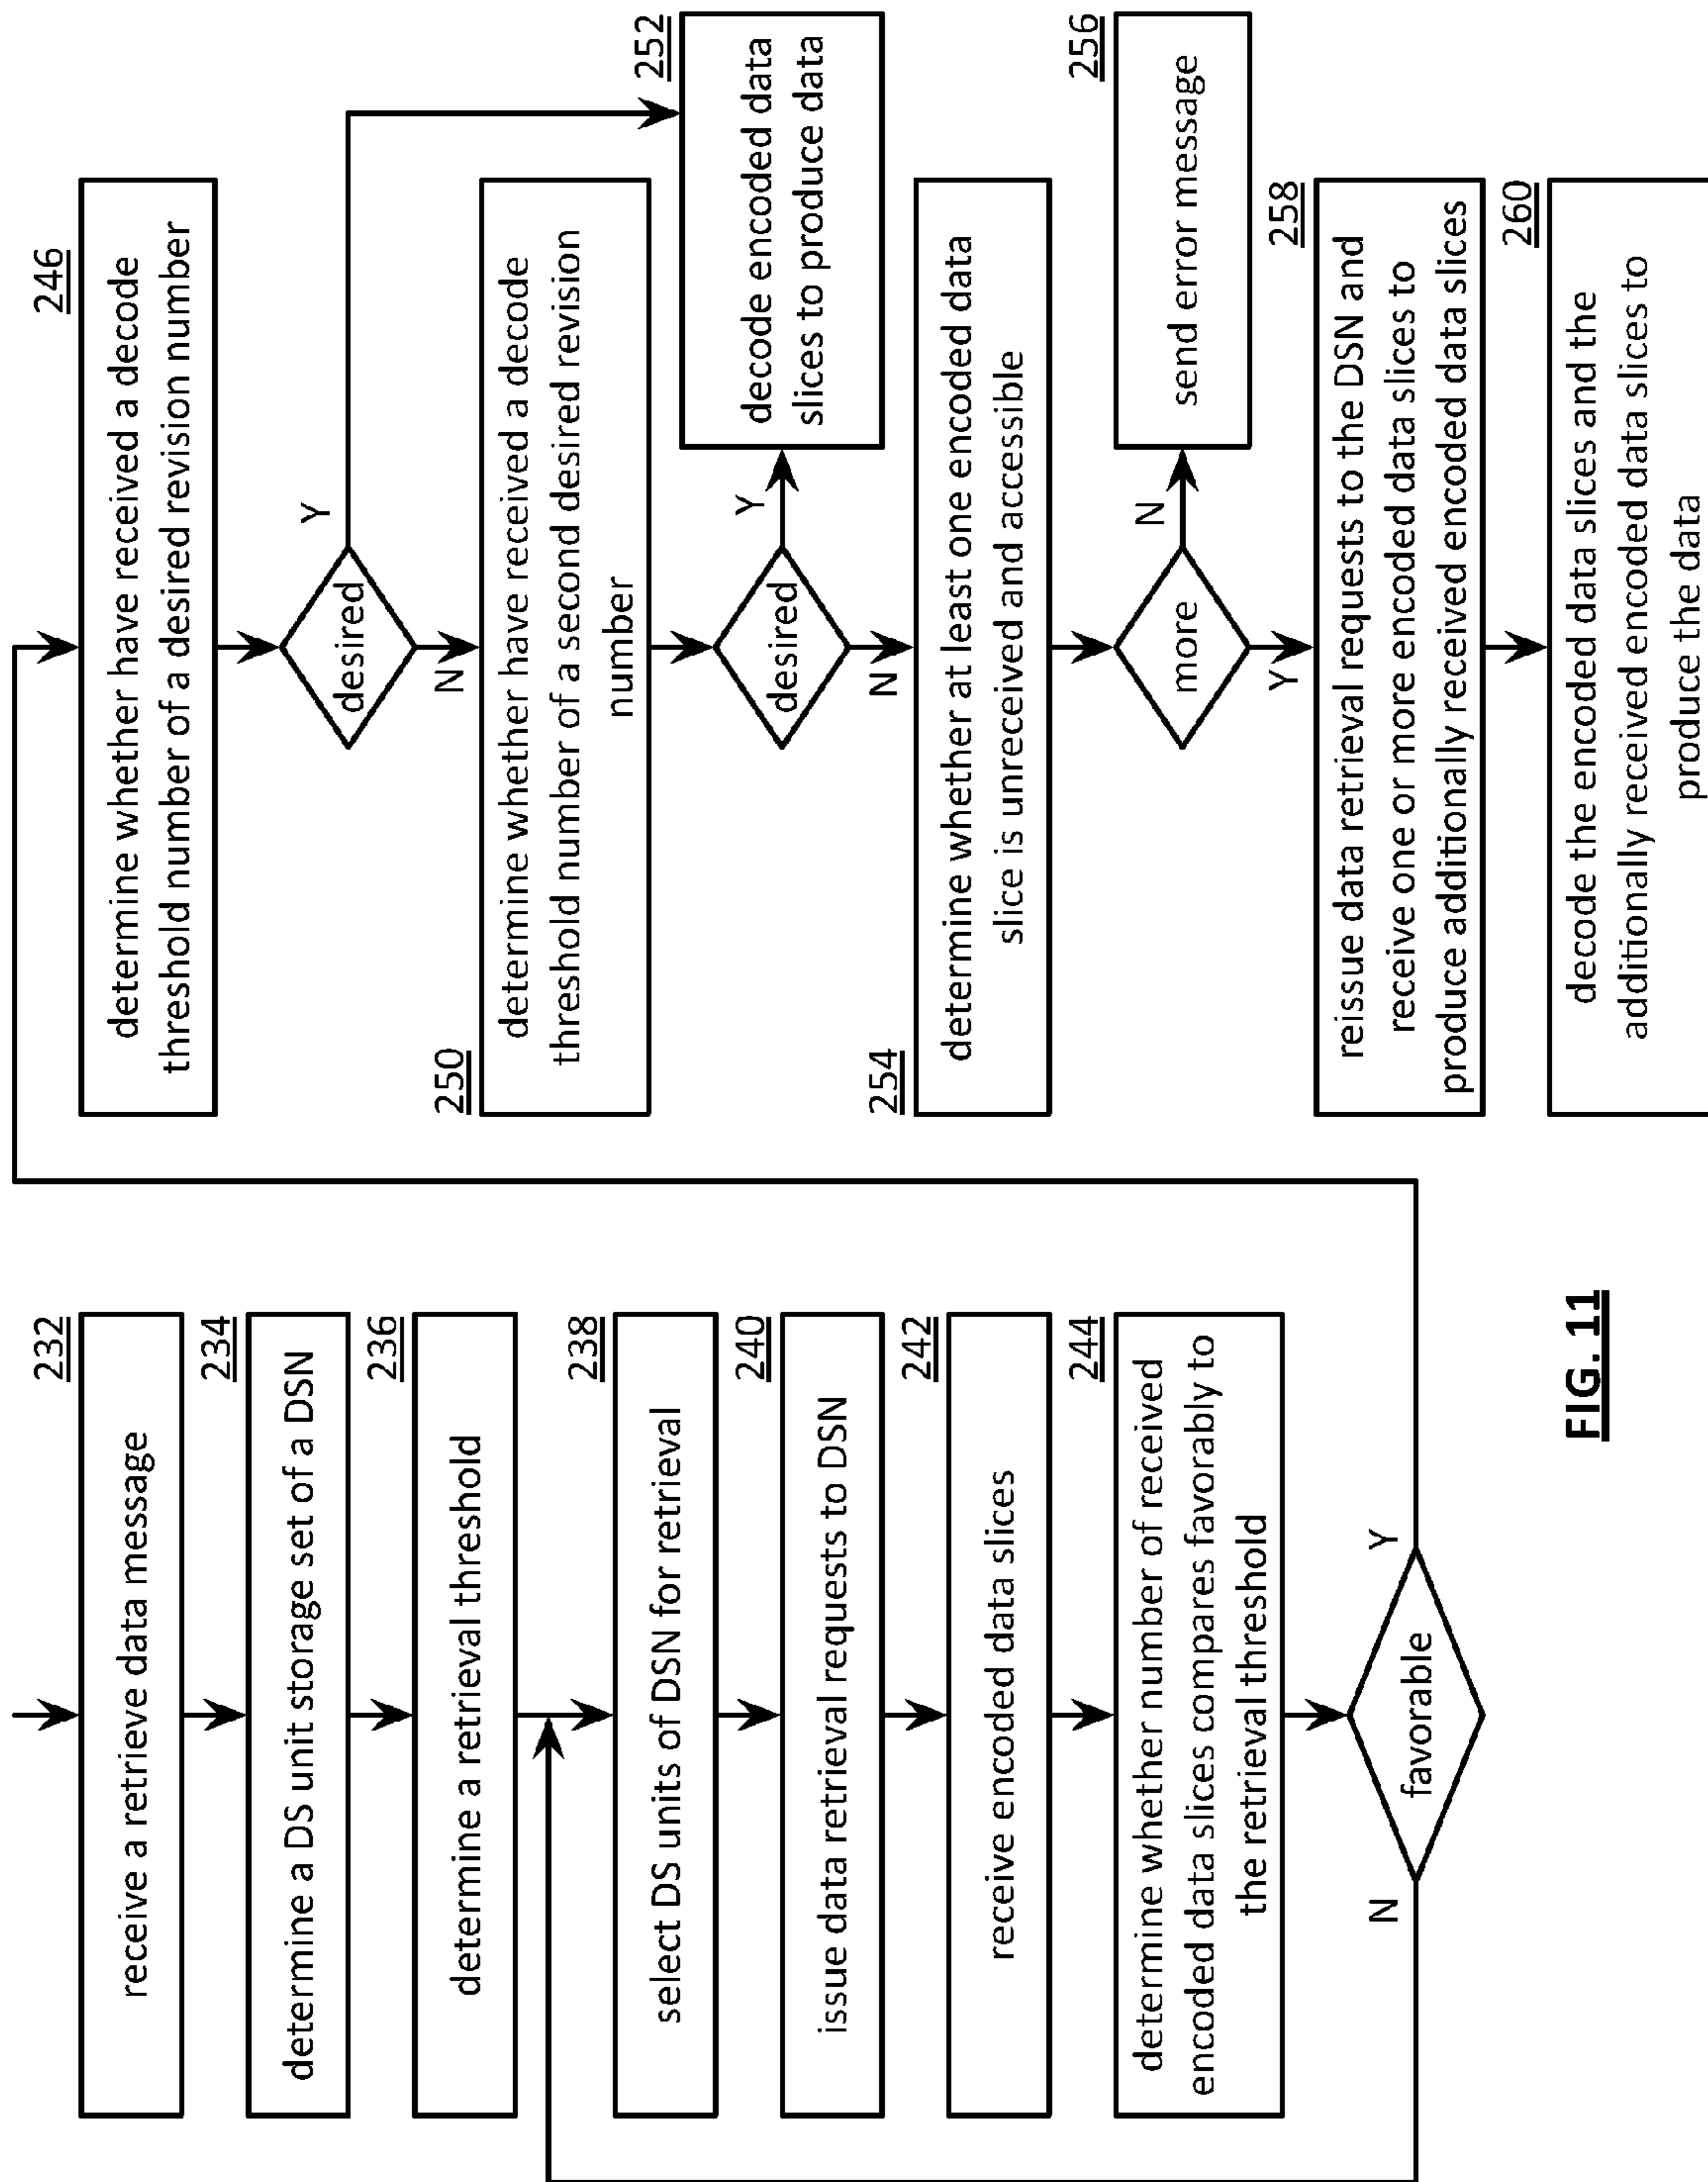 232
receive a retrieve data message
234
determine a DS unit storage set of a DSN
236
determine a retrieval threshold
238
select DS units of DSN for retrieval
240
issue data retrieval requests to DSN
242
receive encoded data slices
244
determine whether number of received
encoded data slices compares favorably to
the retrieval threshold
N
favorable
Y
246
determine whether have received a decode
threshold number of a desired revision number
desired
Y
N
250
determine whether have received a decode
threshold number of a second desired revision
number
desired
Y
N
252
decode encoded data
slices to produce data
254
determine whether at least one encoded data
slice is unreceived and accessible
more
N
Y
256
send error message
258
reissue data retrieval requests to the DSN and
receive one or more encoded data slices to
produce additionally received encoded data slices
260
decode the encoded data slices and the
additionally received encoded data slices to
produce the data
FIG. 11